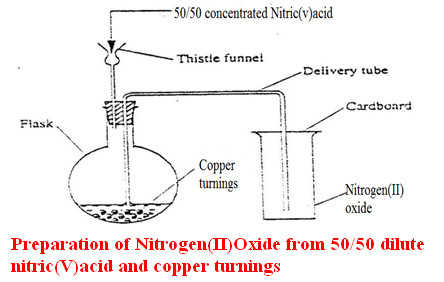 50/50 concentrated Nitric(v)acid
Thistle funnel
Delivery tube
Cardboard
Flask
Copper
turnings
Nitrogen(II)
oxide
Preparation of Nitrogen(II)Oxide from 50/50 dilute
nitric(V)acid and copper turnings